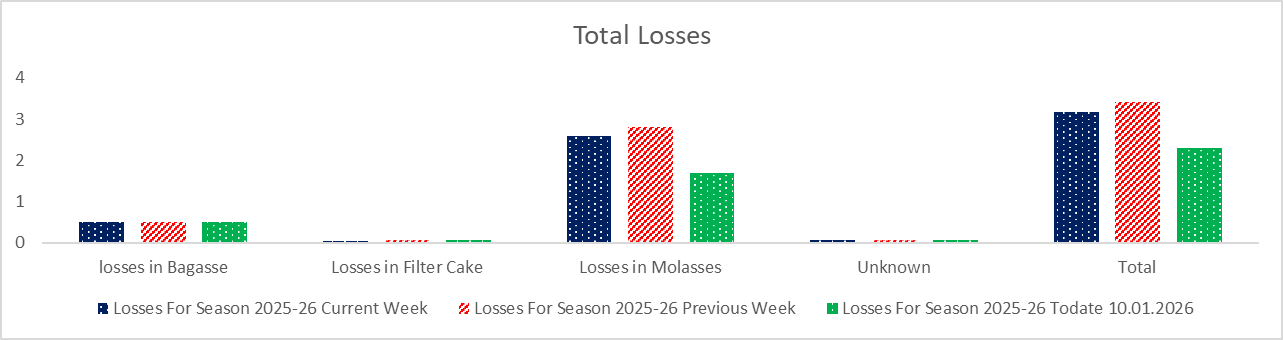 Total Losses
4
3
2
1
0
losses in Bagasse
Losses in Filter Cake
Losses in Molasses
Unknown
Total
Losses For Season 2025-26 Current Week
Losses For Season 2025-26 Previous Week
Losses For Season 2025-26 Todate 10.01.2026